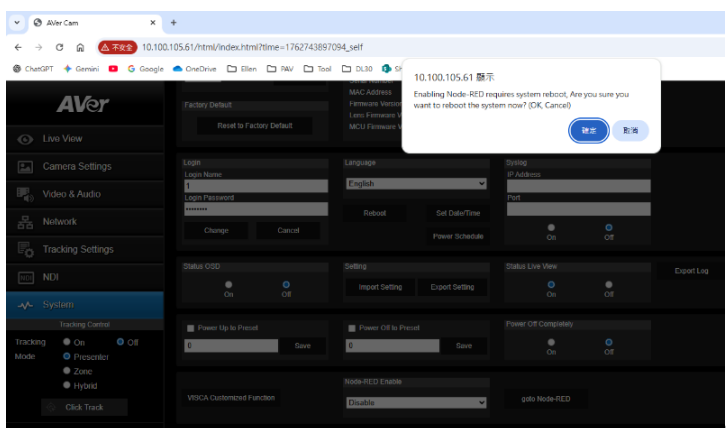 AVer Cam
不安全
10.100.105.61/html/index.html?time=1762743897094_self
ChatGPT
Gemini
Google
OneDrive
Ellen
PAV
Tool
DL30
10.100.105.61 顯示
Enabling Node-RED requires system reboot, Are you sure you
want to reboot the system now? (OK, Cancel)
確定
取消
AVer
Live View
Camera Settings
Video & Audio
Network
Tracking Settings
NDI
System
Tracking Control
Tracking Mode
On
Off
Presenter
Zone
Hybrid
Click Track
Factory Default
Reset to Factory Default
MAC Address
Firmware Version
Lens Firmware V
MCU Firmware V
Login
Login Name
1
Login Password
••••••••
Change
Cancel
Language
English
Reboot
Set Date/Time
Power Schedule
Syslog
IP Address
Port
On
Off
Status OSD
On
Off
Setting
Import Setting
Export Setting
Status Live View
On
Off
Export Log
Power Up to Preset
0
Save
Power Off to Preset
0
Save
Power Off Completely
On
Off
VISCA Customized Function
Node-RED Enable
Disable
goto Node-RED